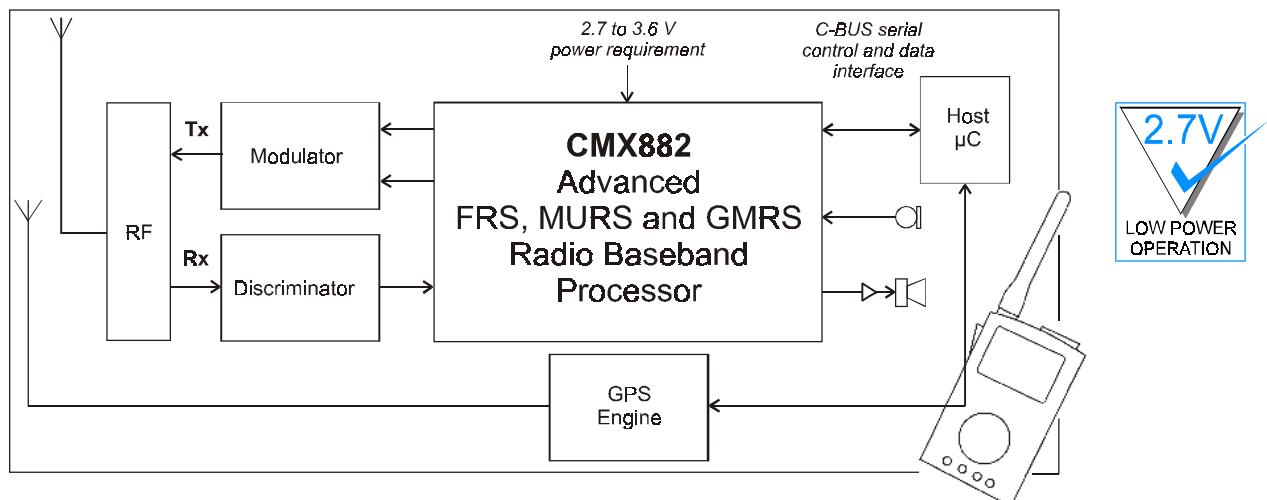 2.7 to 3.6 V
power requirement
C-BUS serial
control and data
interface
Tx
Modulator
RF
Rx
Discriminator
CMX882
Advanced
FRS, MURS and GMRS
Radio Baseband
Processor
Host
µC
GPS
Engine
2.7V
LOW POWER
OPERATION